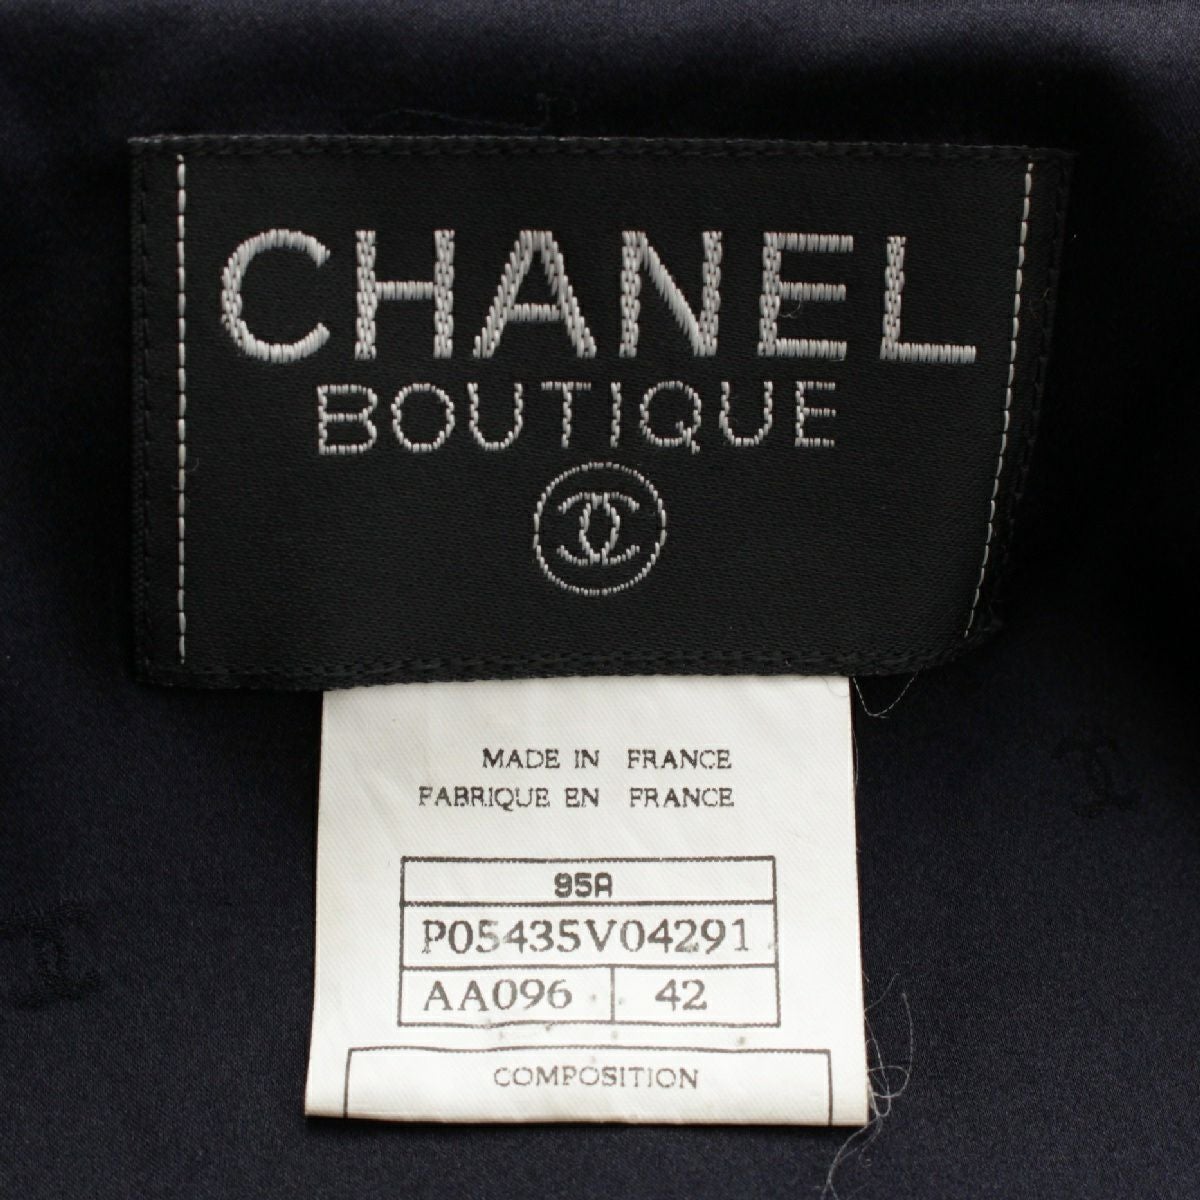 CHANEL
BOUTIQUE
MADE IN FRANCE
FABRIQUE EN FRANCE
95A
P05435V04291
AA096 42
COMPOSITION